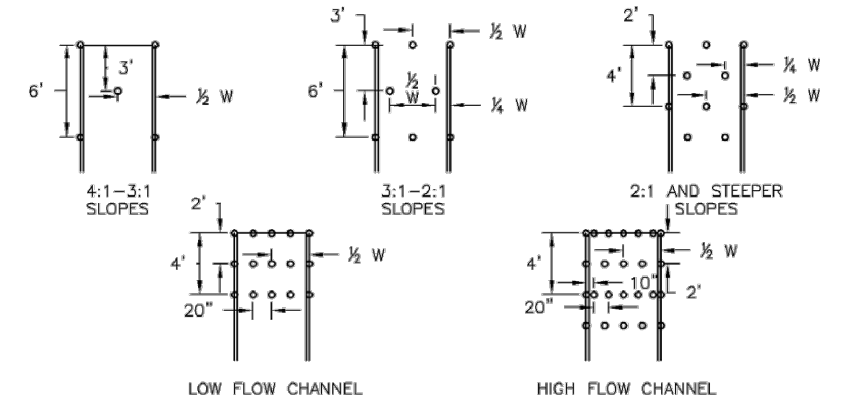 6'
3'
½ W
4:1-3:1
SLOPES
3'
6'
½ W
½
W
¼ W
3:1-2:1
SLOPES
2'
4'
¼ W
½ W
2:1 AND STEEPER
SLOPES
2'
4'
½ W
20"'
LOW FLOW CHANNEL
4'
½ W
10"'
2'
20"'
HIGH FLOW CHANNEL